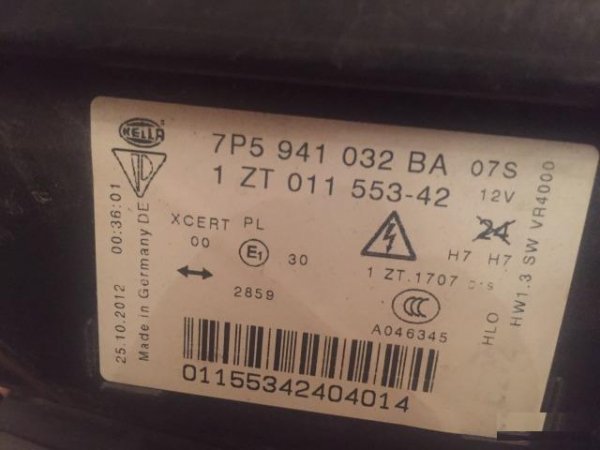 HELLA
7P5 941 032 BA 07S
1 ZT 011 553-42 12V
24
XCERT PL
00
E1 30
H7 H7
1 ZT.1707
2859
CCC
A046345
01155342404014
25.10.2012 00:36:01
Made in Germany DE
HLO
HW1.3 SW VR4000